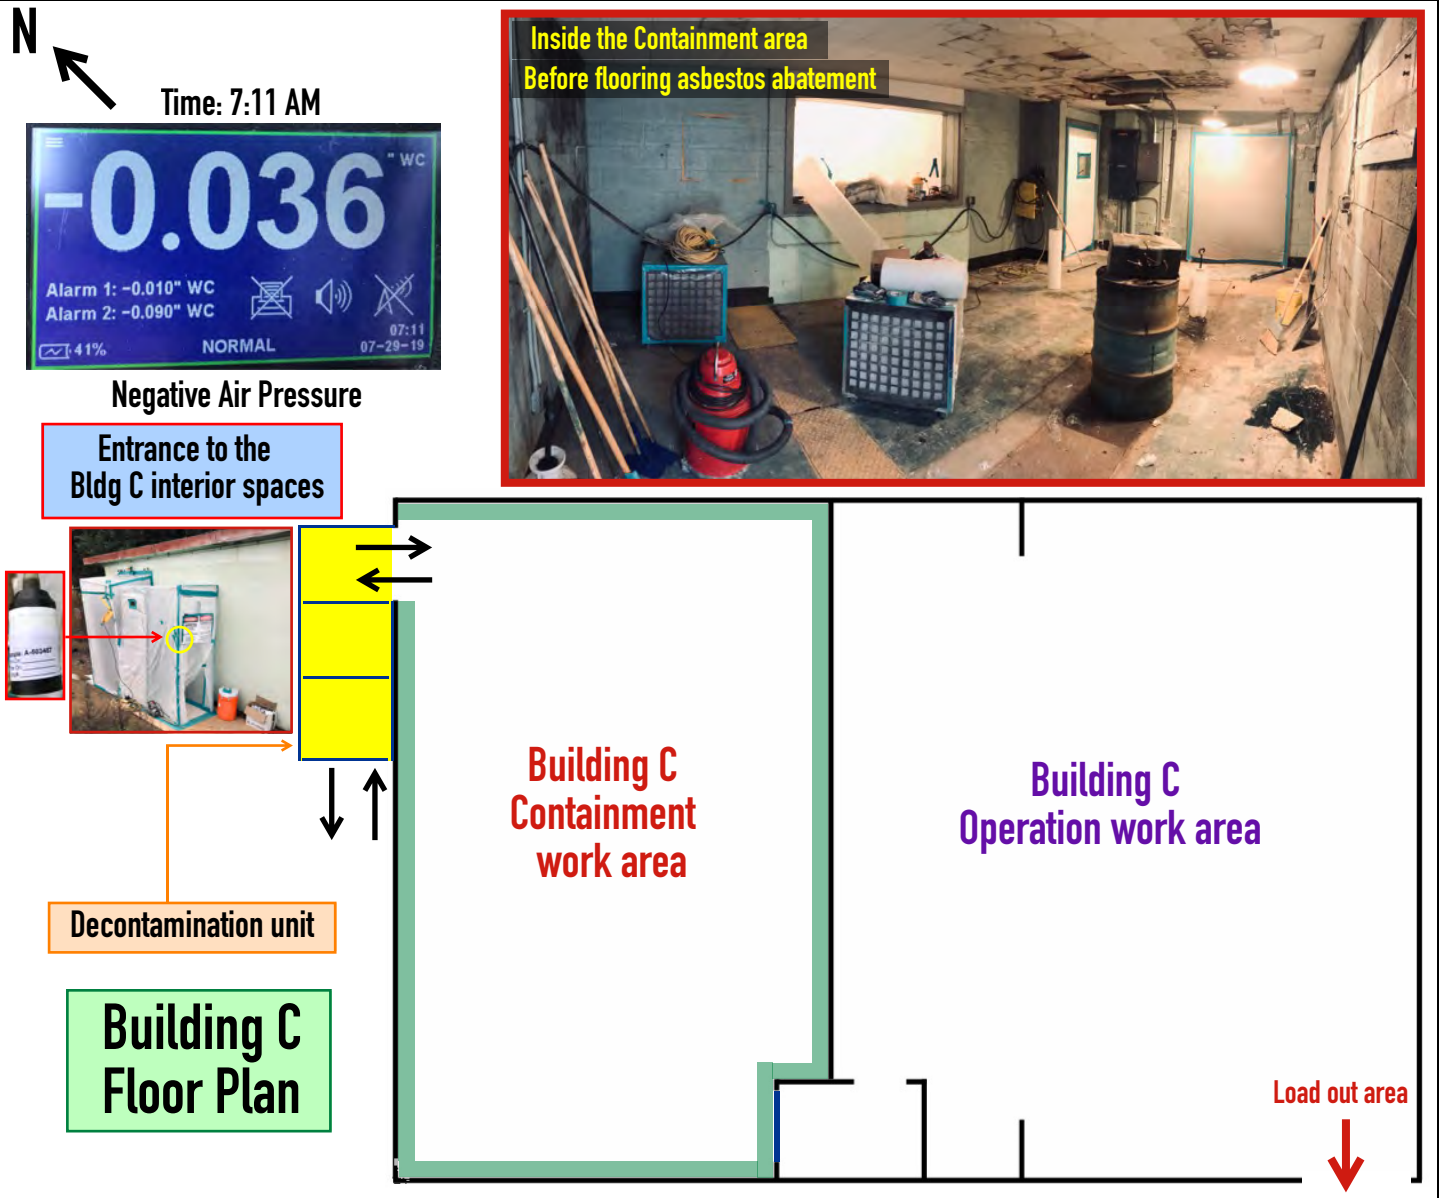 N
Time: 7:11 AM
-0.036 " WC
Alarm 1: -0.010" WC
Alarm 2: -0.090" WC
07:11
41%
NORMAL
07-29-19
Negative Air Pressure
Inside the Containment area
Before flooring asbestos abatement
Entrance to the
Bldg C interior spaces
Decontamination unit
Building C
Floor Plan
Building C
Containment
work area
Building C
Operation work area
Load out area